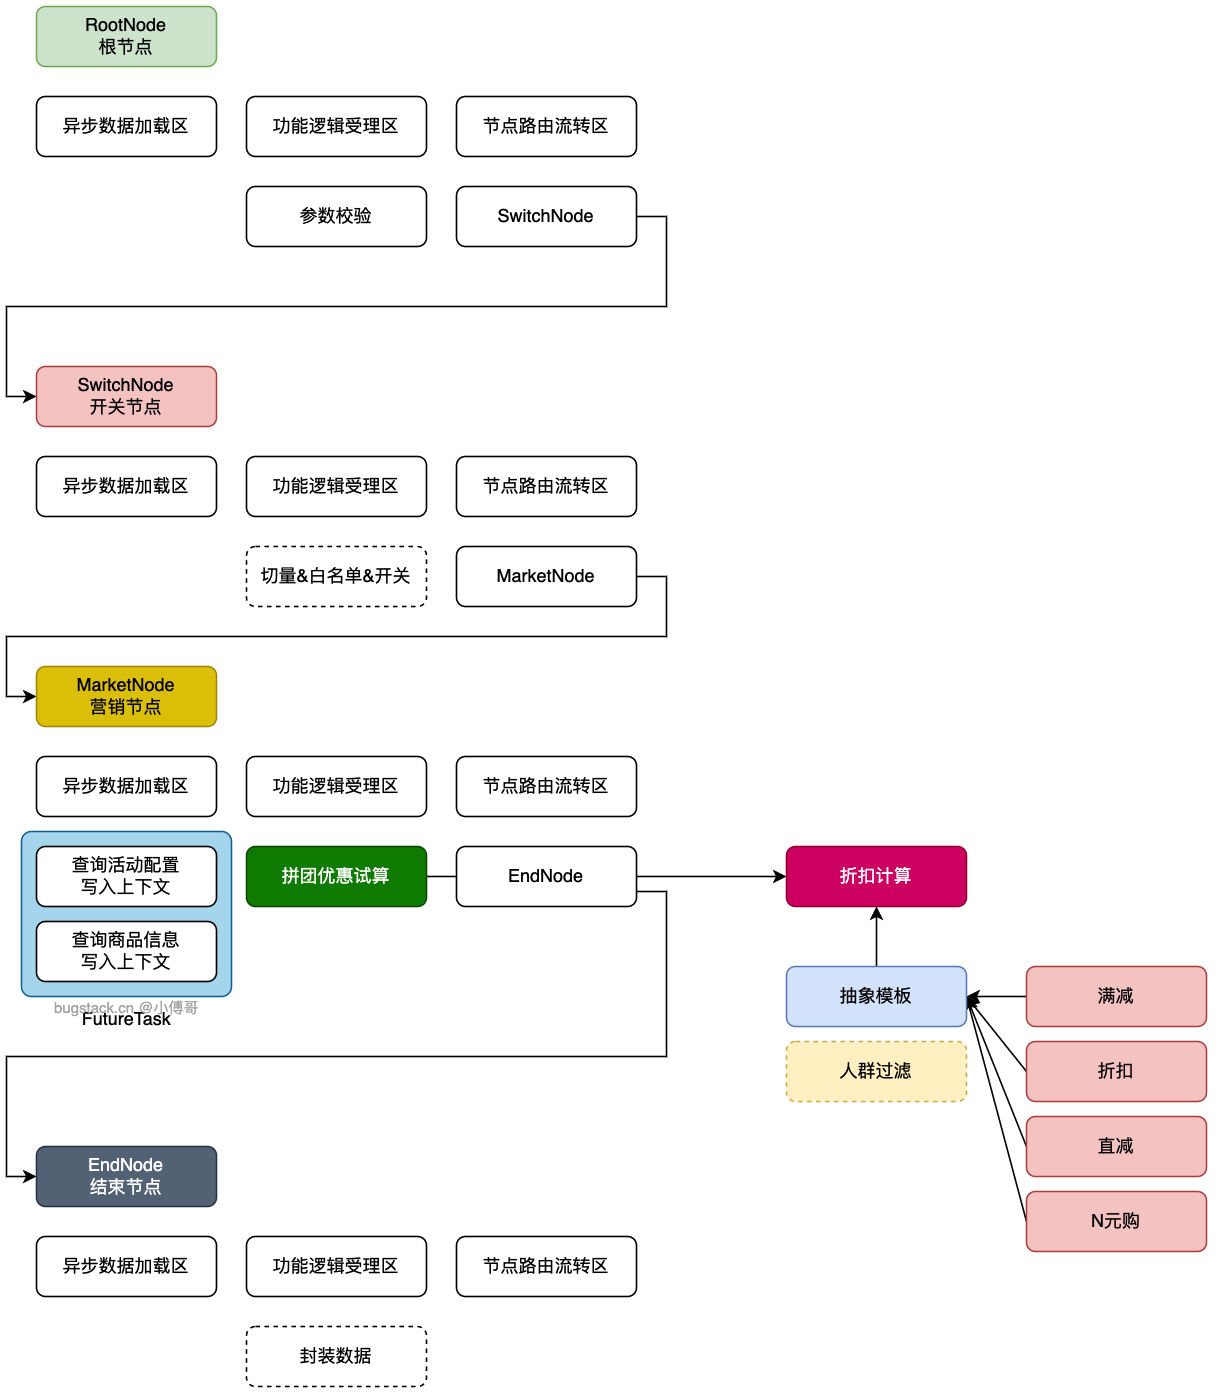 RootNode
根节点
异步数据加载区
功能逻辑受理区
节点路由流转区
参数校验
SwitchNode
SwitchNode
开关节点
异步数据加载区
功能逻辑受理区
节点路由流转区
切量&白名单&开关
MarketNode
MarketNode
营销节点
异步数据加载区
功能逻辑受理区
节点路由流转区
查询活动配置
写入上下文
拼团优惠试算
EndNode
折扣计算
查询商品信息
写入上下文
bugstack.cn @小傅哥
FutureTask
抽象模板
满减
人群过滤
折扣
直减
N元购
EndNode
结束节点
异步数据加载区
功能逻辑受理区
节点路由流转区
封装数据